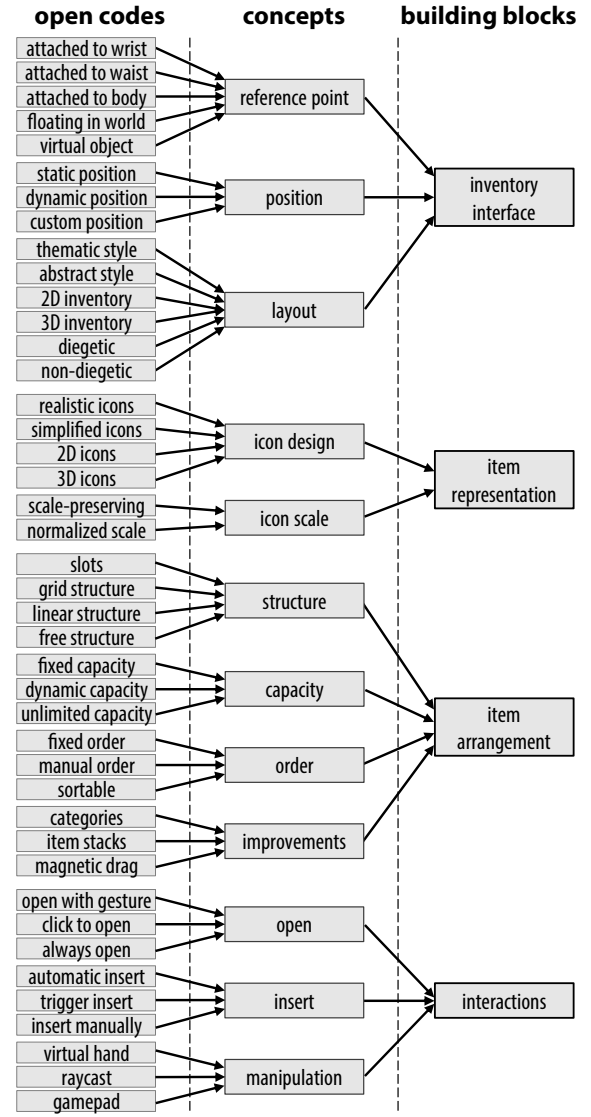 open codes
concepts
building blocks
attached to wrist
attached to waist
attached to body
floating in world
virtual object
reference point
static position
dynamic position
custom position
position
inventory
interface
thematic style
abstract style
2D inventory
3D inventory
diegetic
non-diegetic
layout
realistic icons
simplified icons
2D icons
3D icons
icon design
item
representation
scale-preserving
normalized scale
icon scale
slots
grid structure
linear structure
free structure
structure
fixed capacity
dynamic capacity
unlimited capacity
capacity
item
arrangement
fixed order
manual order
sortable
order
categories
item stacks
magnetic drag
improvements
open with gesture
click to open
always open
open
automatic insert
trigger insert
insert manually
insert
interactions
virtual hand
raycast
gamepad
manipulation